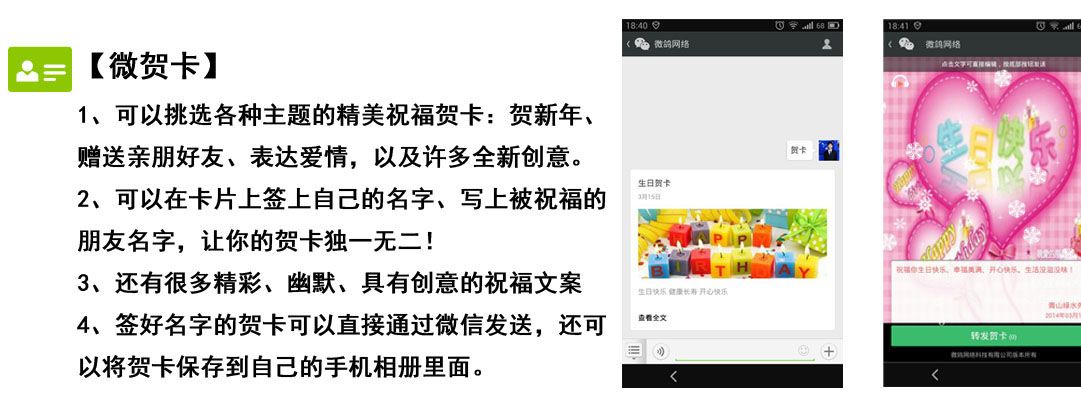 【微贺卡】
1、可以挑选各种主题的精美祝福贺卡：贺新年、
赠送亲朋好友、表达爱情，以及许多全新创意。
2、可以在卡片上签上自己的名字、写上被祝福的
朋友名字，让你的贺卡独一无二！
3、还有很多精彩、幽默、具有创意的祝福文案
4、签好名字的贺卡可以直接通过微信发送，还可
以将贺卡保存到自己的手机相册里面。
18:40
68
微鸽网络
贺卡
生日贺卡
3月15日
HAPPY
BIRTHDAY
生日快乐 健康长寿 开心快乐
查看全文
18:41
微鸽网络
点击文字可直接编辑，按底部按钮发送
生日快乐
Happy
Happy
Birthday
祝福你生日快乐、幸福美满、开心快乐。生活没滋没味！
青山绿水
2014年03月
转发贺卡(0)
微鸽网络科技有限公司版本所有